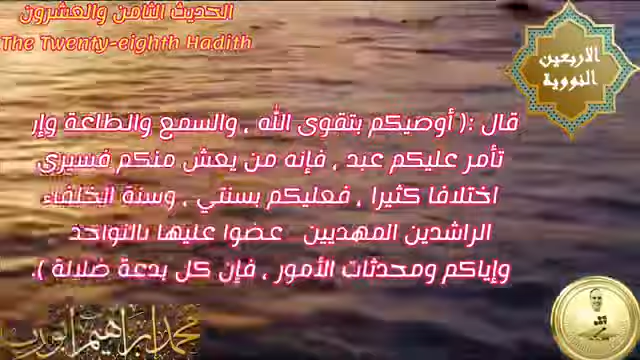 الحديث الثامن والعشرون
The Twenty-eighth Hadith
الأربعين
النووية
قال :( أوصيكم بتقوى الله ، والسمع والطاعة وإن
تأمر عليكم عبد ، فإنه من يعش منكم فسيرى
اختلافا كثيرا ، فعليكم بسنتي ، وسنة الخلفاء
الراشدين المهديين عضوا عليها بالنواجذ
وإياكم ومحدثات الأمور ، فإن كل بدعة ضلالة ).
محمد ابراهيم